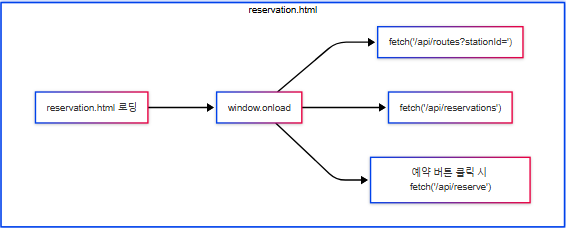 reservation.html
fetch('/api/routes?stationId=')
reservation.html 로딩
window.onload
fetch('/api/reservations')
예약 버튼 클릭 시
fetch('/api/reserve')